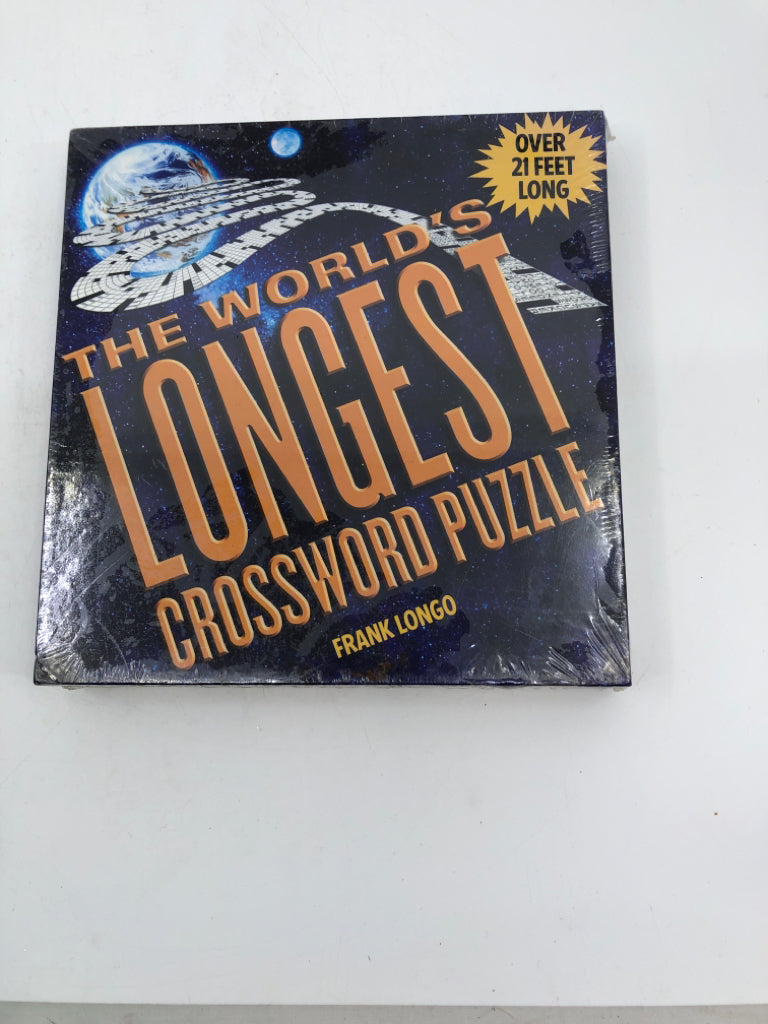 OVER
21 FEET
LONG
THE WORLD'S
LONGEST
CROSSWORD PUZZLE
FRANK LONGO